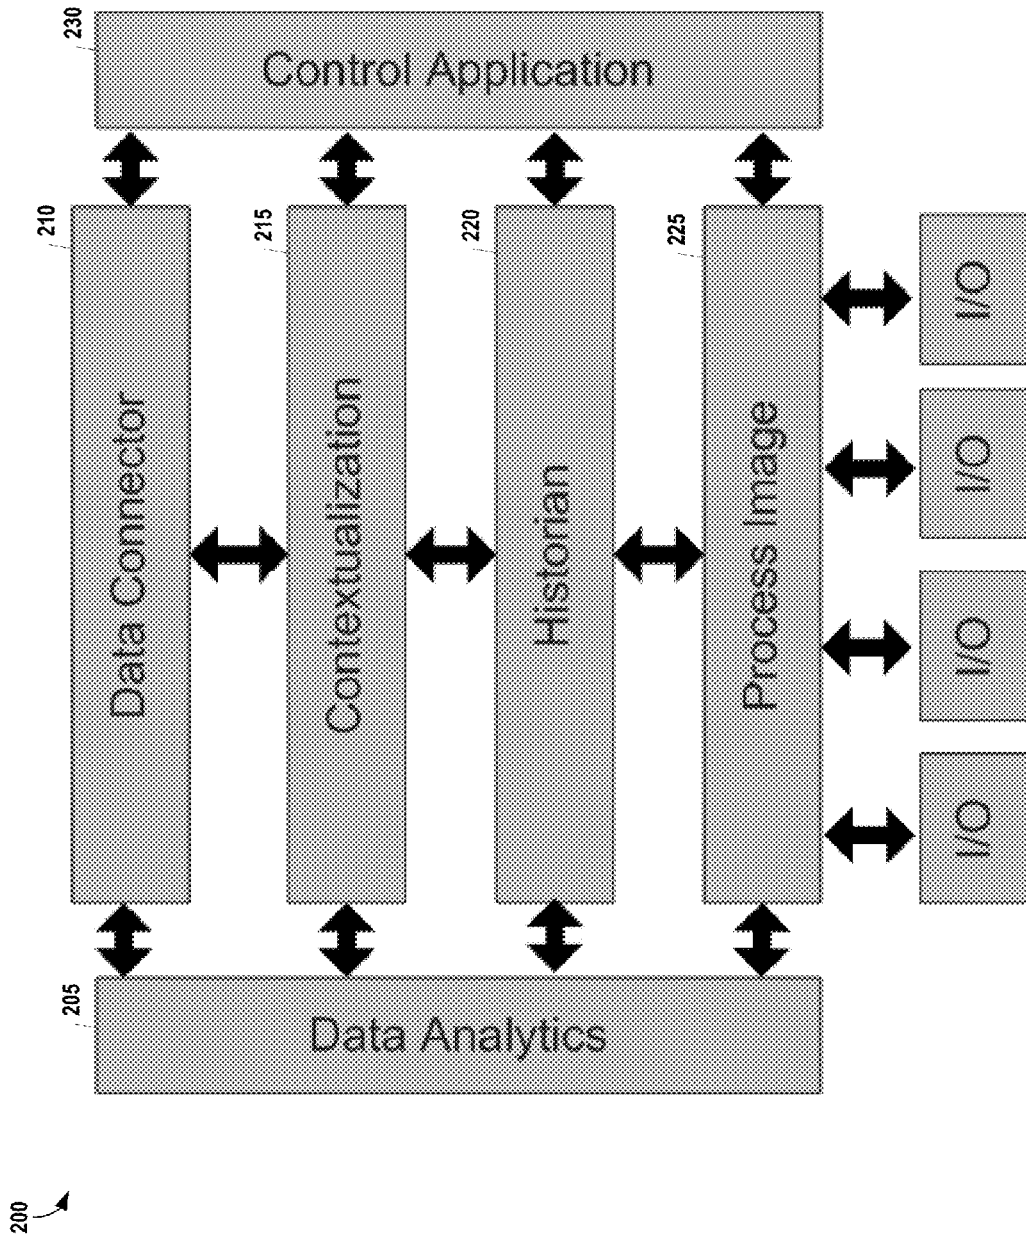 200
205
Data Analytics
210
Data Connector
215
Contextualization
220
Historian
225
Process Image
230
Control Application
I/O
I/O
I/O
I/O